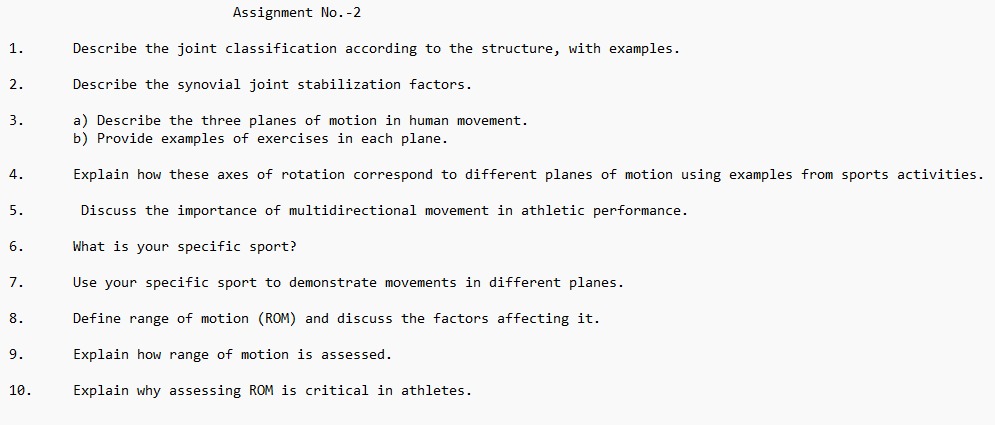 Assignment No.-2
1. Describe the joint classification according to the structure, with examples.
2. Describe the synovial joint stabilization factors.
3. a) Describe the three planes of motion in human movement.
b) Provide examples of exercises in each plane.
4. Explain how these axes of rotation correspond to different planes of motion using examples from sports activities.
5. Discuss the importance of multidirectional movement in athletic performance.
6. What is your specific sport?
7. Use your specific sport to demonstrate movements in different planes.
8. Define range of motion (ROM) and discuss the factors affecting it.
9. Explain how range of motion is assessed.
10. Explain why assessing ROM is critical in athletes.